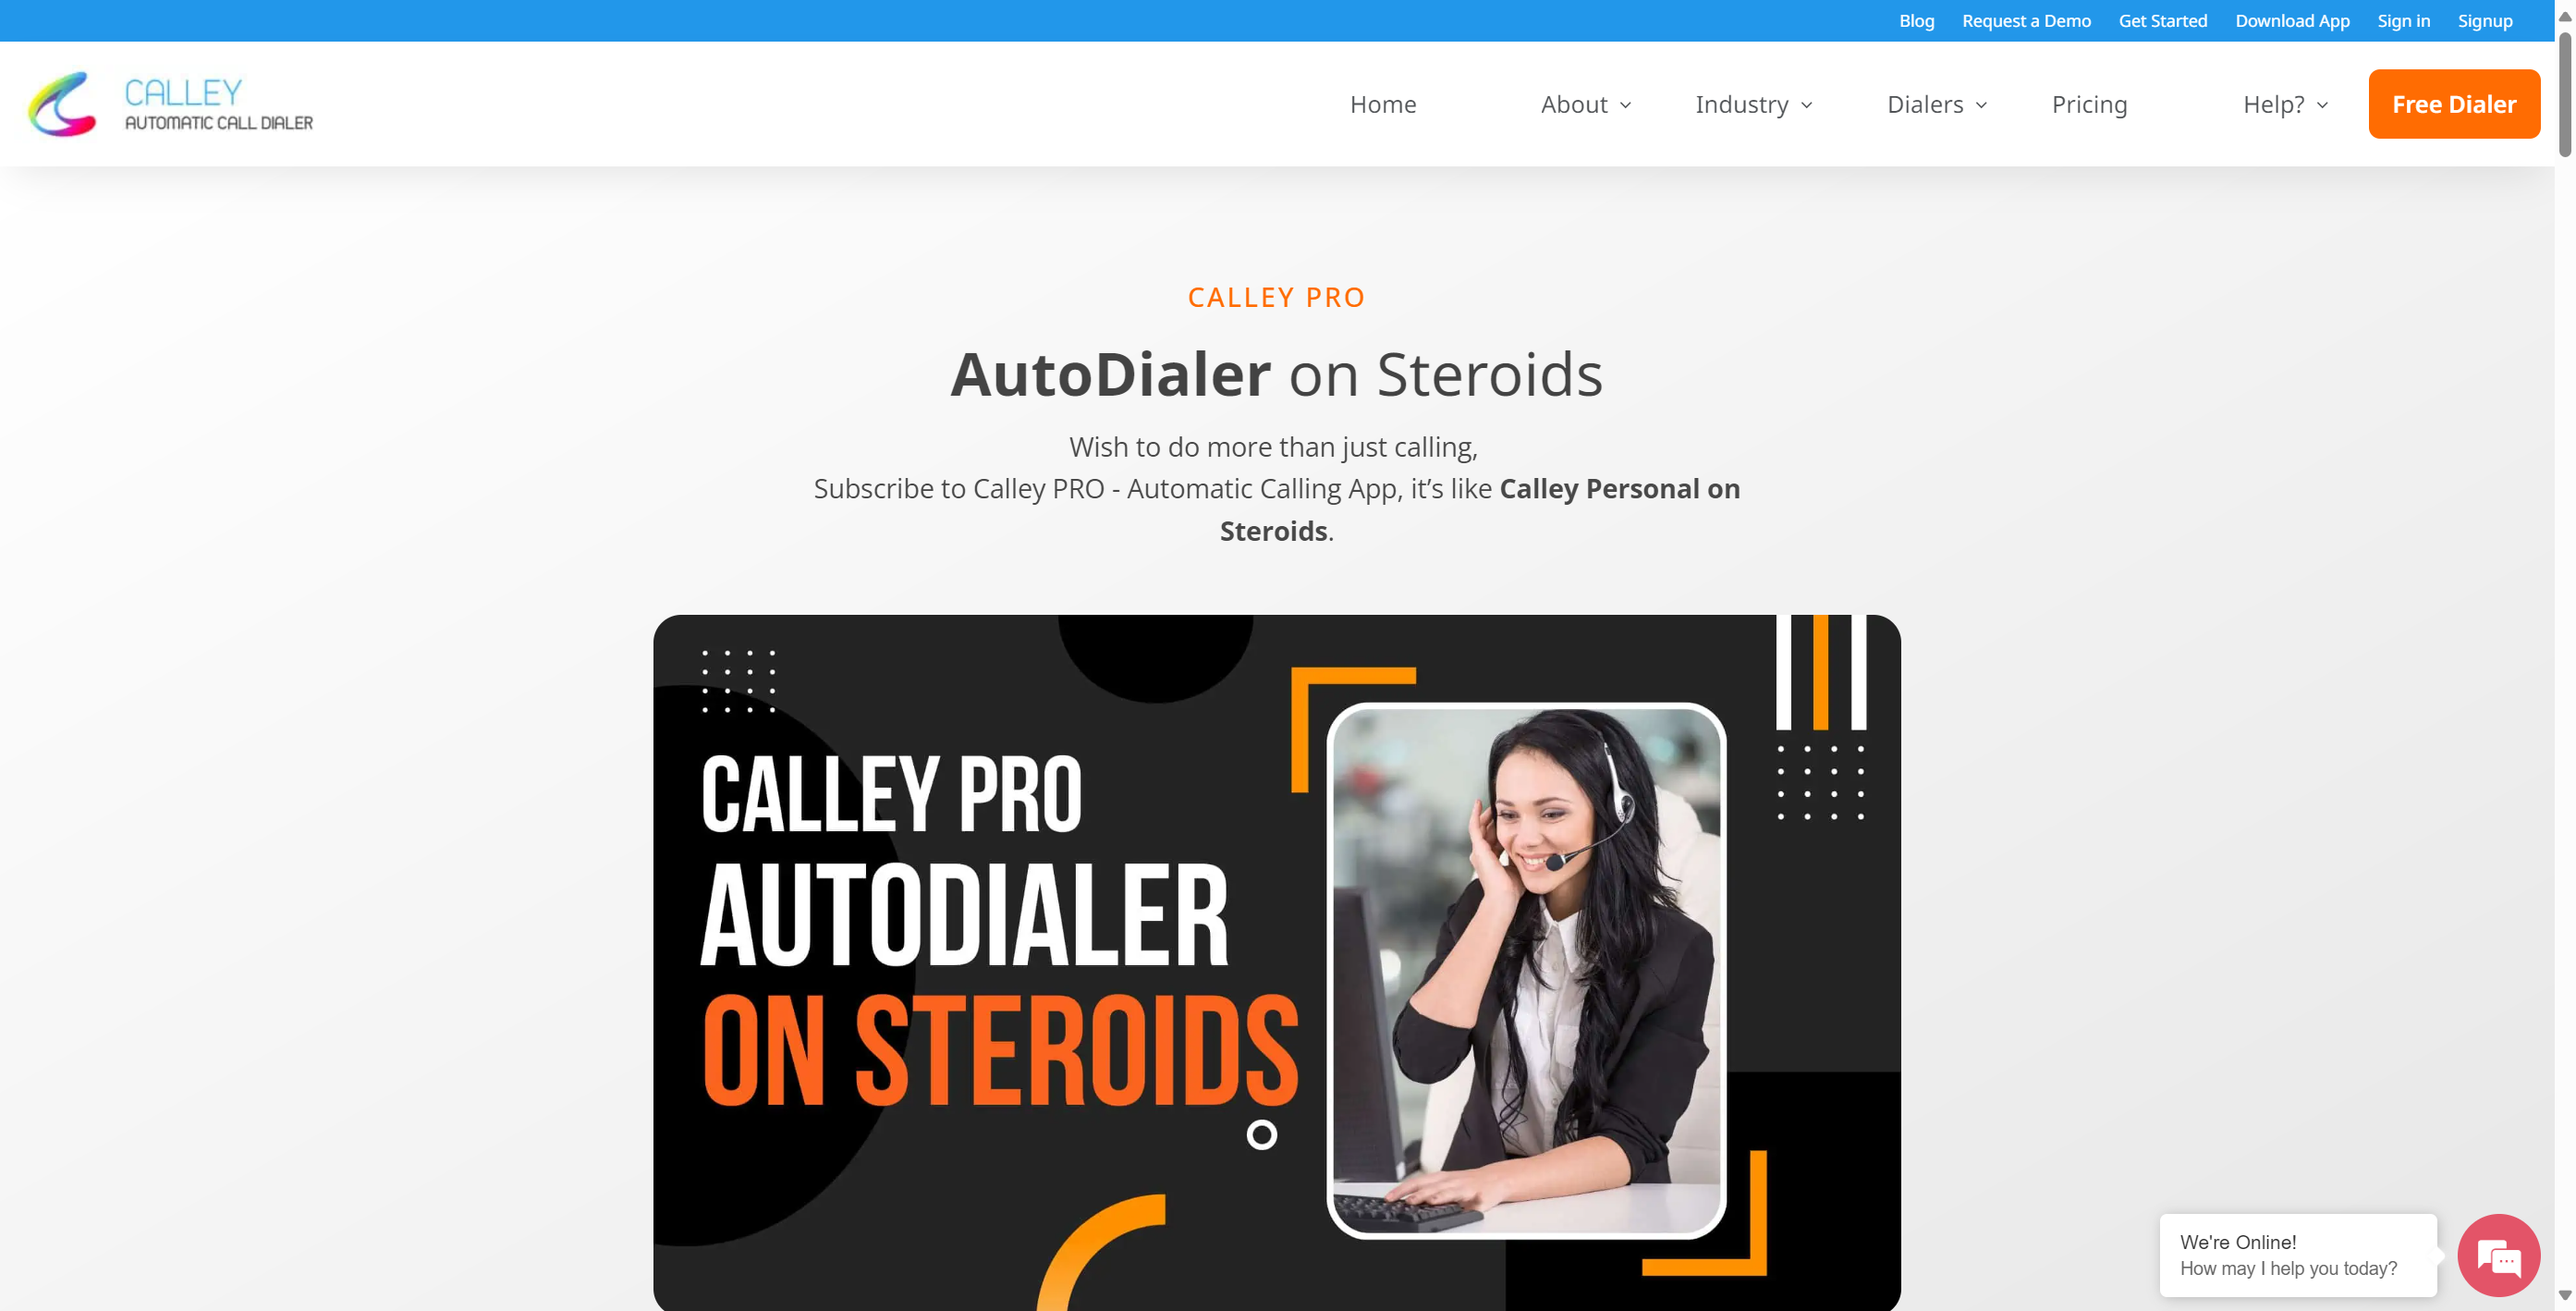 Blog Request a Demo Get Started Download App Sign in Signup
CALLEY
AUTOMATIC CALL DIALER
Home About Industry Dialers Pricing Help? Free Dialer
CALLEY PRO
AutoDialer on Steroids
Wish to do more than just calling,
Subscribe to Calley PRO - Automatic Calling App, it’s like Calley Personal on
Steroids.
CALLEY PRO
AUTODIALER
ON STEROIDS
We're Online!
How may I help you today?